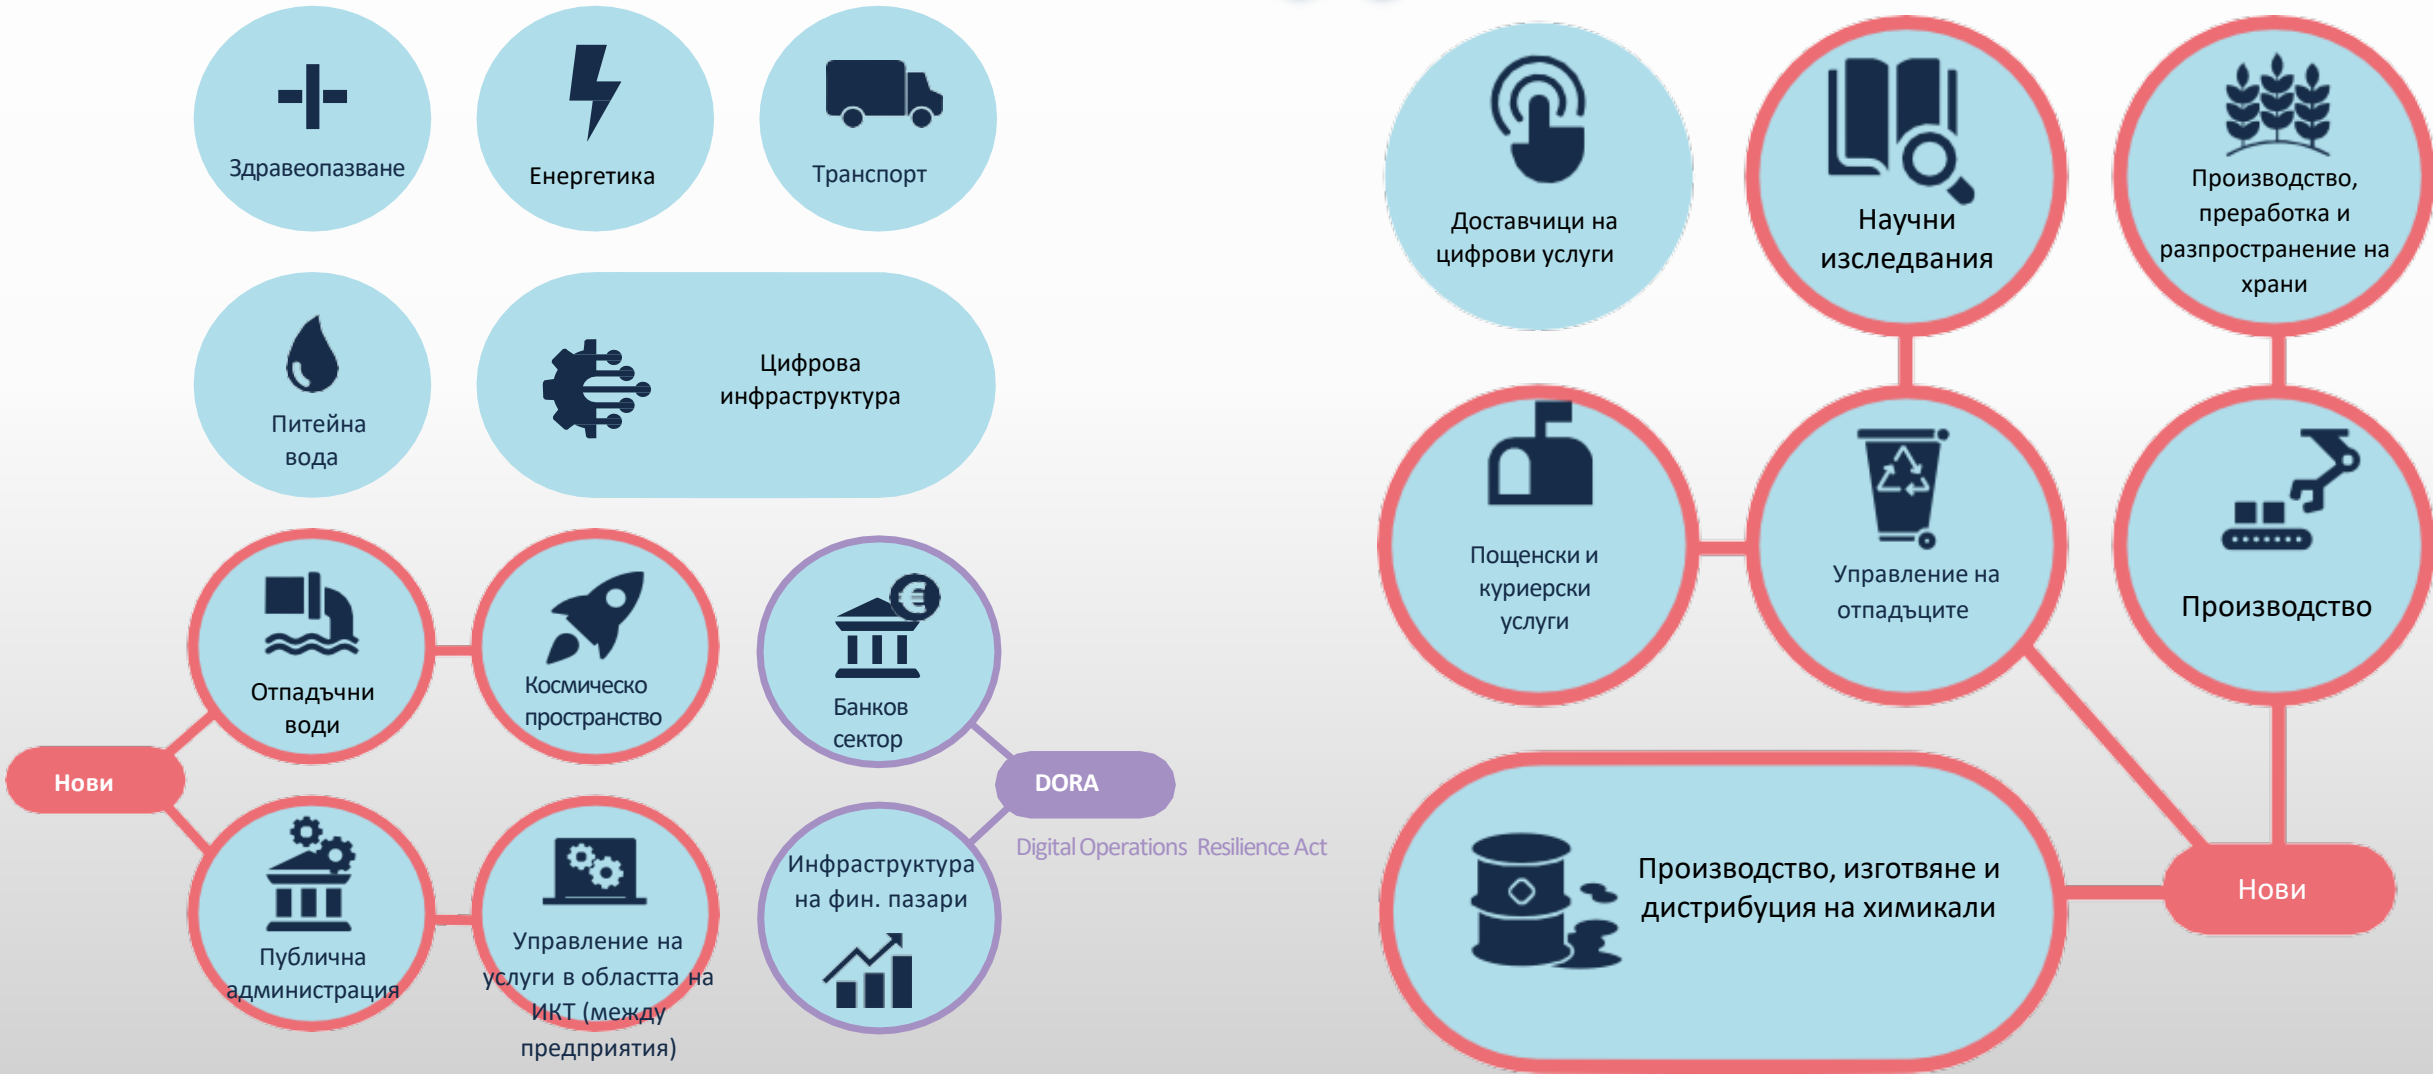 Здравеопазване
Енергетика
Транспорт
Питейна
вода
Цифрова
инфраструктура
Отпадъчни
води
Космическо
пространство
Банков
сектор
Нови
DORA
Digital Operations Resilience Act
Публична
администрация
Управление на
услуги в областта на
ИКТ (между
предприятия)
Инфраструктура
на фин. пазари
Доставчици на
цифрови услуги
Научни
изследвания
Производство,
преработка и
разпространение на
храни
Пощенски и
куриерски
услуги
Управление на
отпадъците
Производство
Производство, изготвяне и
дистрибуция на химикали
Нови